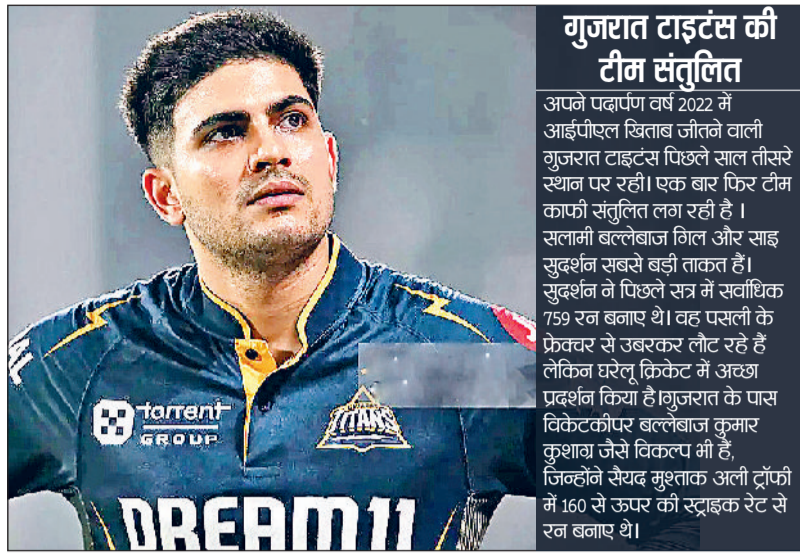 गुजरात टाइटंस की
टीम संतुलित
अपने पदार्पण वर्ष 2022 में
आईपीएल खिताब जीतने वाली
गुजरात टाइटंस पिछले साल तीसरे
स्थान पर रही। एक बार फिर टीम
काफी संतुलित लग रही है ।
सलामी बल्लेबाज गिल और साइ
सुदर्शन सबसे बड़ी ताकत हैं।
सुदर्शन ने पिछले सत्र में सर्वाधिक
759 रन बनाए थे। वह पसली के
फ्रेक्चर से उबरकर लौट रहे हैं
लेकिन घरेलू क्रिकेट में अच्छा
प्रदर्शन किया है।गुजरात के पास
विकेटकीपर बल्लेबाज कुमार
कुशाग्र जैसे विकल्प भी हैं,
जिन्होंने सैयद मुश्ताक अली ट्रॉफी
में 160 से ऊपर की स्ट्राइक रेट से
रन बनाए थे।
torrent
GROUP
TITANS
DREAM11